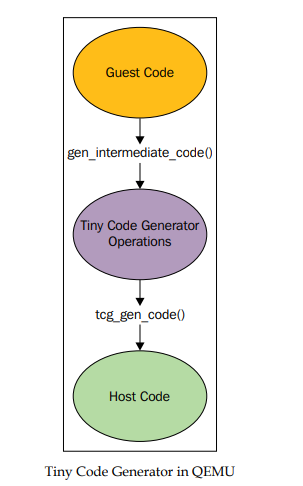 Guest Code
gen_intermediate_code()
Tiny Code Generator
Operations
tcg_gen_code()
Host Code
Tiny Code Generator in QEMU